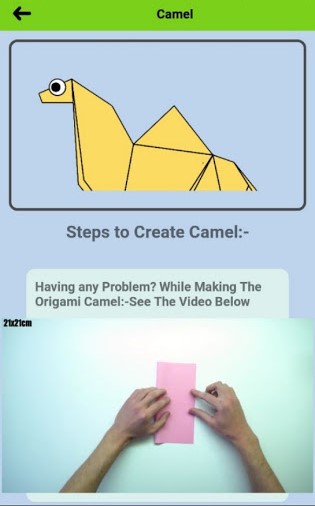 Camel
Steps to Create Camel:-
Having any Problem? While Making The
Origami Camel:-See The Video Below
21x21cm